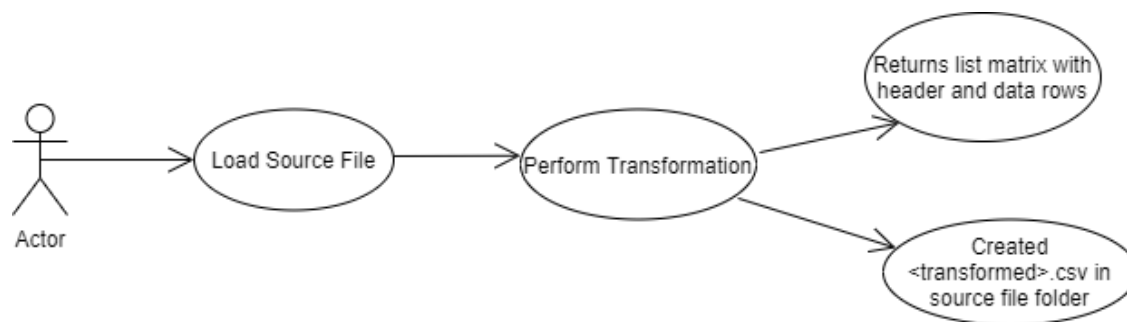 Actor
Load Source File
Perform Transformation
Returns list matrix with
header and data rows
Created
<transformed>.csv in
source file folder